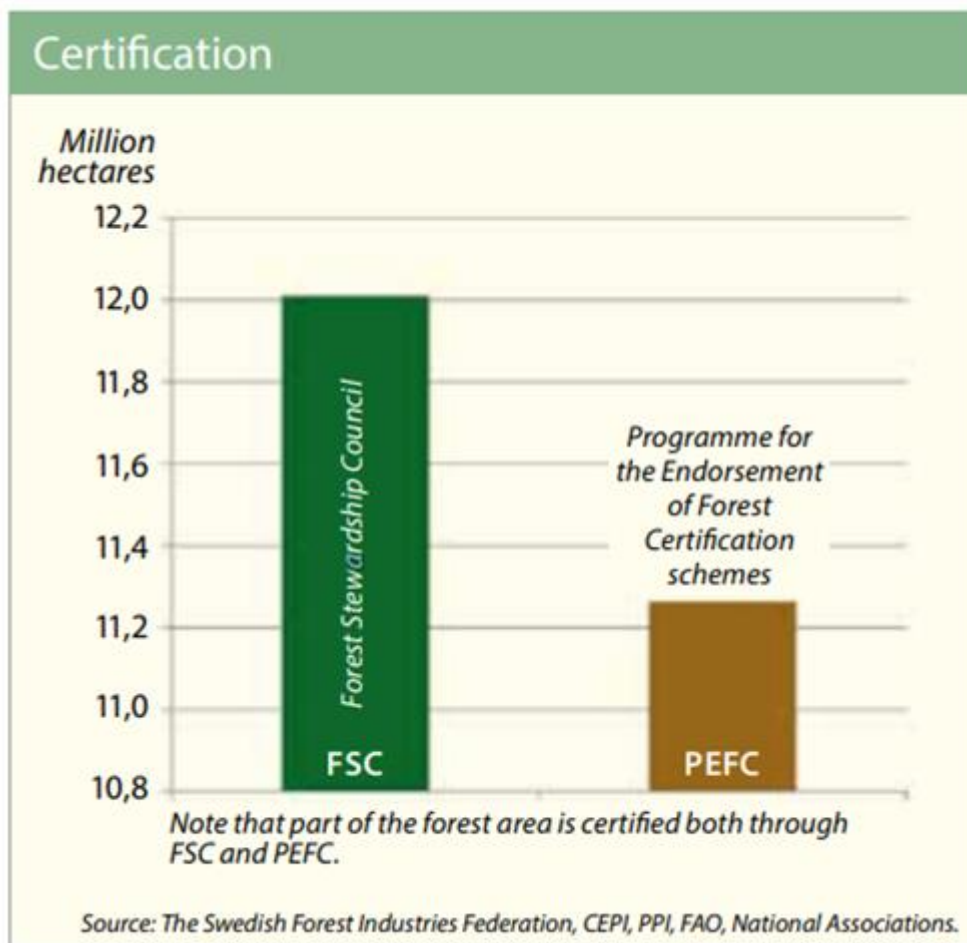 Certification
Million
hectares
12,2
12,0
11,8
11,6
11,4
11,2
11,0
10,8
Forest Stewardship Council
FSC
Programme for
the Endorsement
of Forest
Certification
schemes
PEFC
Note that part of the forest area is certified both through
FSC and PEFC.
Source: The Swedish Forest Industries Federation, CEPI, PPI, FAO, National Associations.